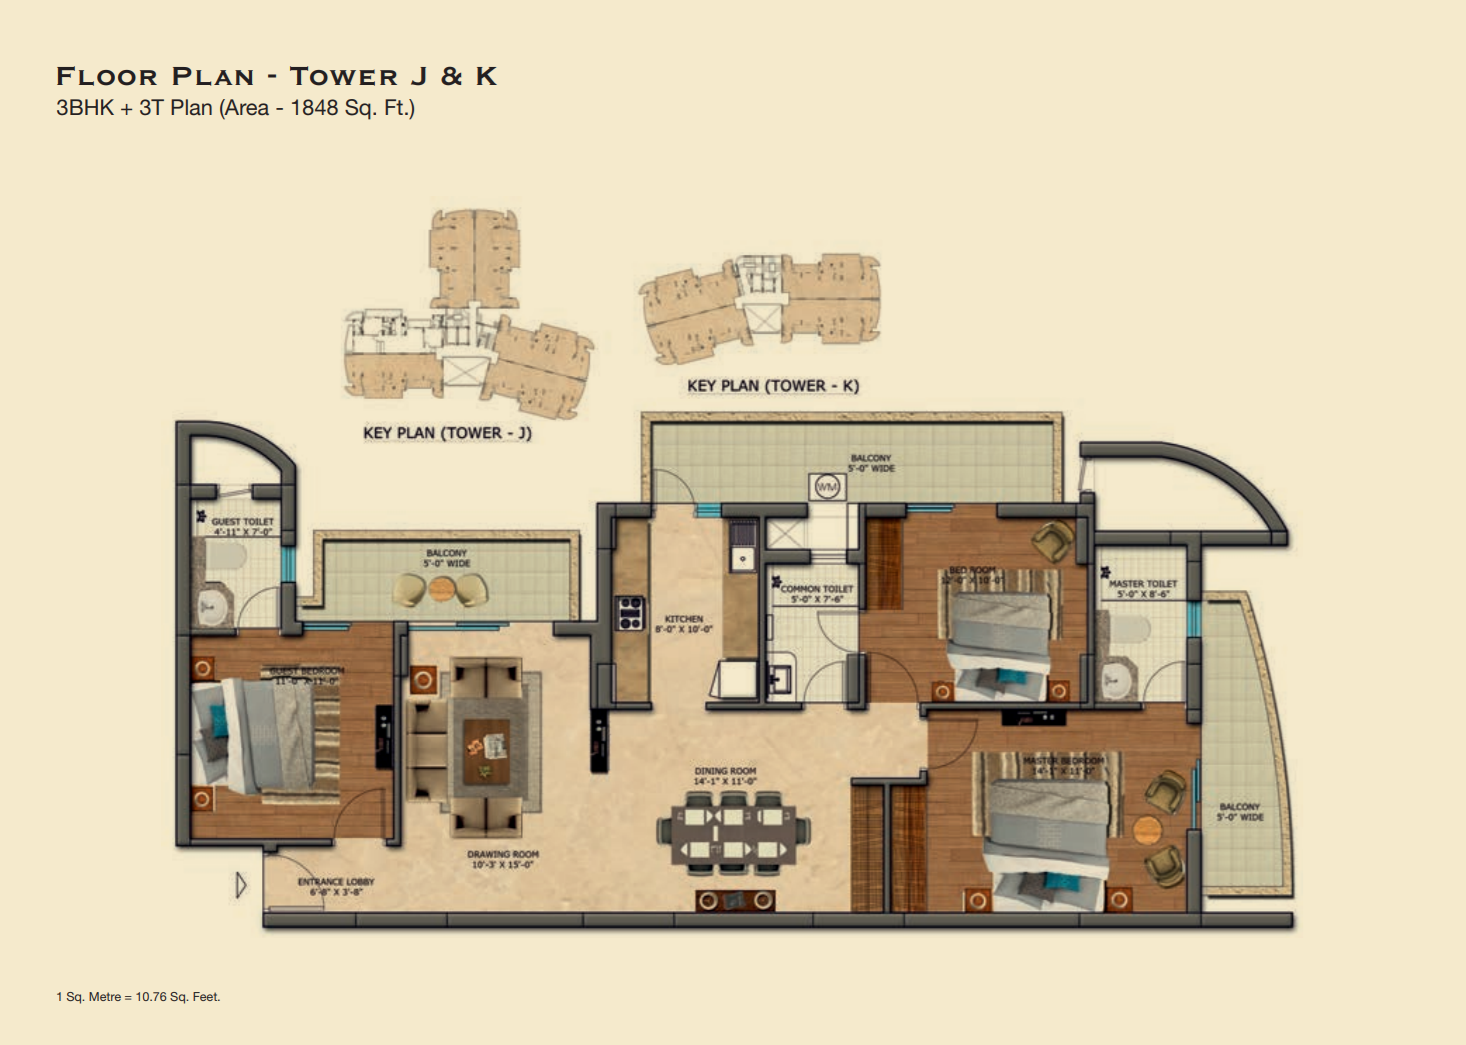 FLOOR PLAN - TOWER J & K
3BHK + 3T Plan (Area - 1848 Sq. Ft.)
KEY PLAN (TOWER - K)
KEY PLAN (TOWER - J)
BALCONY
5'-0" WIDE
WM
GUEST TOILET
4'-11" X 7'-0"
BALCONY
5'-0" WIDE
BED ROOM
12'-0" X 10'-0"
COMMON TOILET
5'-0" X 7'-6"
MASTER TOILET
5'-0" X 8'-6"
KITCHEN
8'-0" X 10'-0"
GUEST BEDROOM
11'-0" X 11'-0"
DINING ROOM
14'-1" X 11'-0"
MASTER BEDROOM
14'-1" X 11'-0"
BALCONY
5'-0" WIDE
DRAWING ROOM
10'-3' X 15'-0"
ENTRANCE LOBBY
6'-8" X 3'-8"
1 Sq. Metre = 10.76 Sq. Feet.